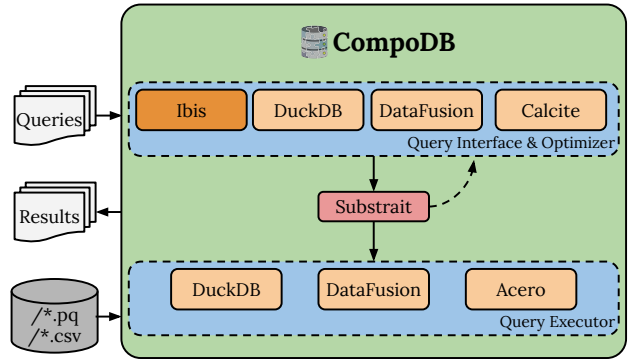 CompoDB
Queries
Ibis
DuckDB
DataFusion
Calcite
Query Interface & Optimizer
Results
Substrait
DuckDB
DataFusion
Acero
Query Executor
/*.pq
/*.csv